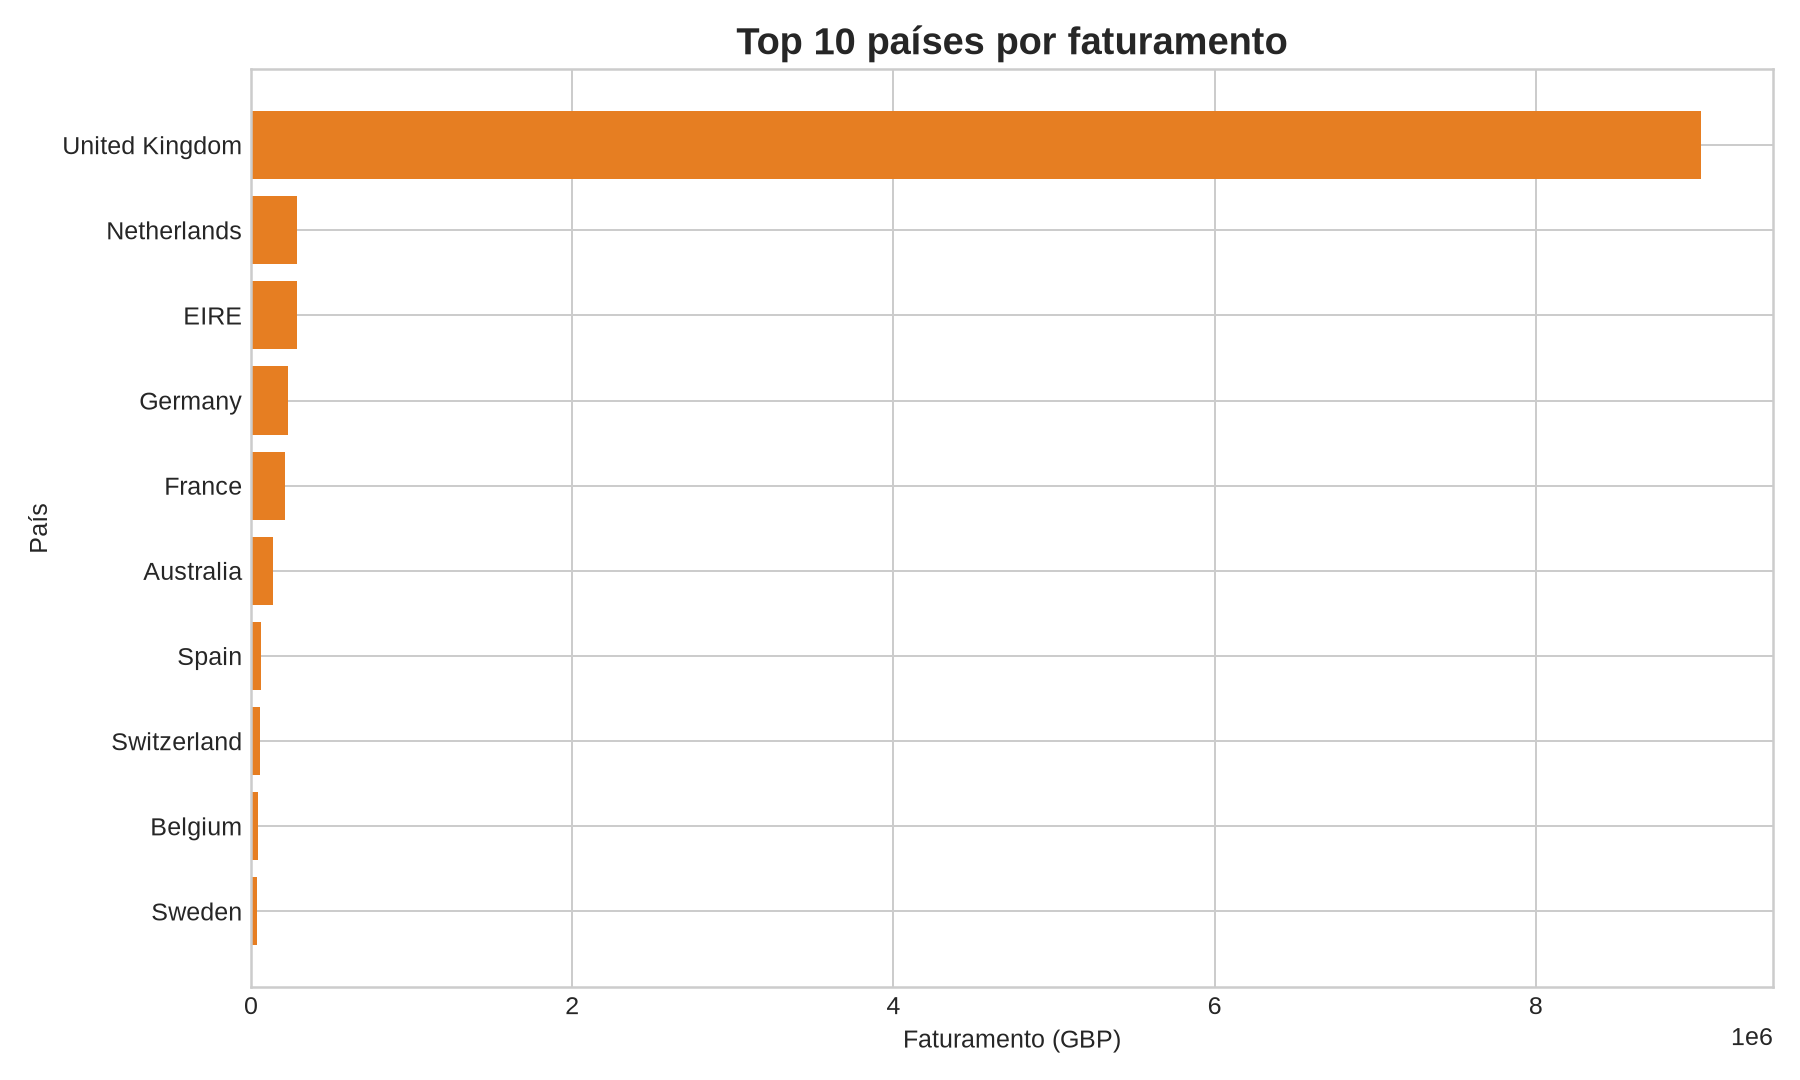 Top 10 países por faturamento
United Kingdom
Netherlands
EIRE
Germany
France
Australia
Spain
Switzerland
Belgium
Sweden
País
0 2 4 6 8
Faturamento (GBP)
1e6